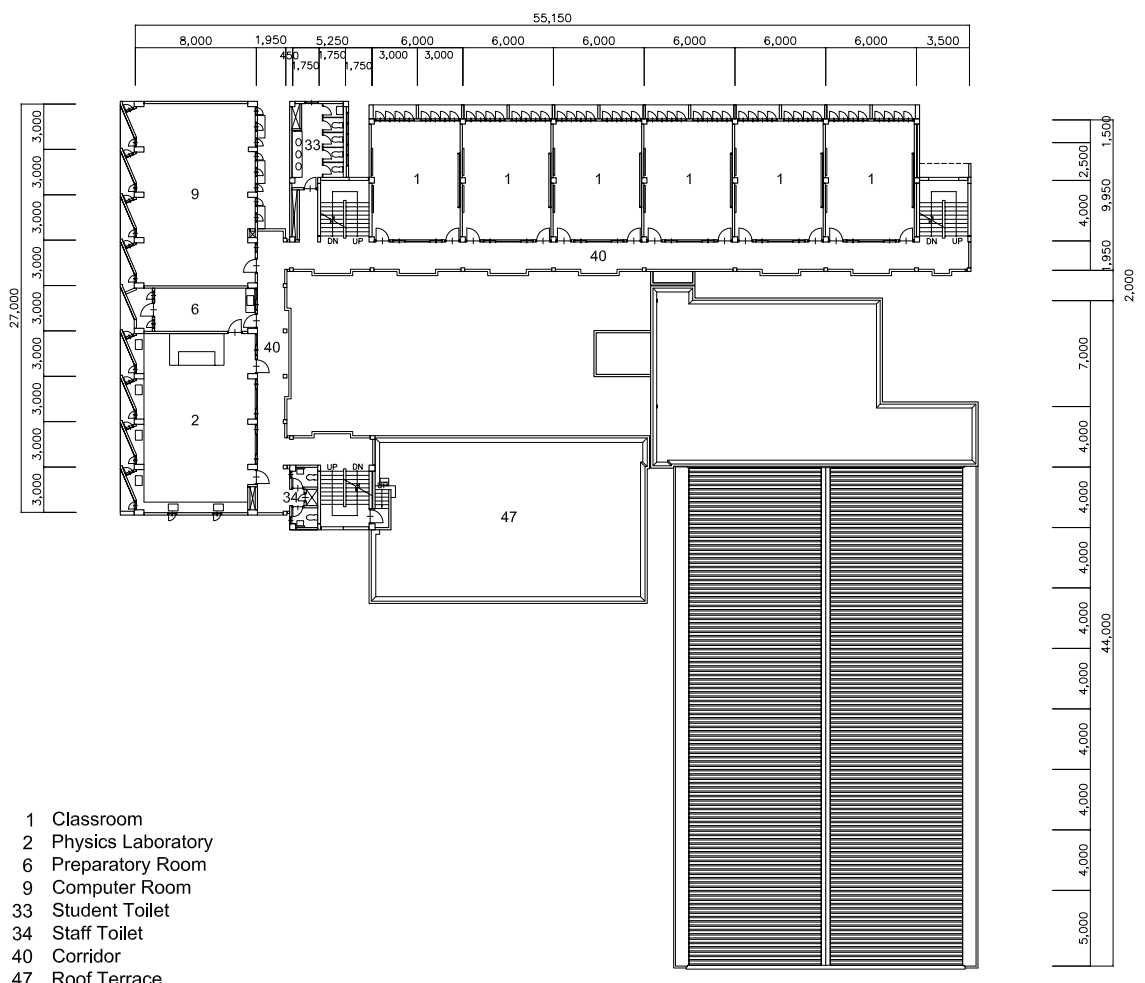 55,150
8,000 1,950 5,250 6,000 6,000 6,000 6,000 6,000 6,000 3,500
450 1,750 3,000 3,000
1,750 1,750
27,000
3,000
3,000
3,000
3,000
3,000
3,000
3,000
3,000
3,000
1,500
2,500
4,000
1,950
9,950
2,000
7,000
4,000
4,000
4,000
4,000
4,000
4,000
4,000
4,000
5,000
44,000
33
9 1 1 1 1 1 1
DN UP DN UP
40
6
40
2
UP DN
34
47
1 Classroom
2 Physics Laboratory
6 Preparatory Room
9 Computer Room
33 Student Toilet
34 Staff Toilet
40 Corridor
47 Roof Terrace